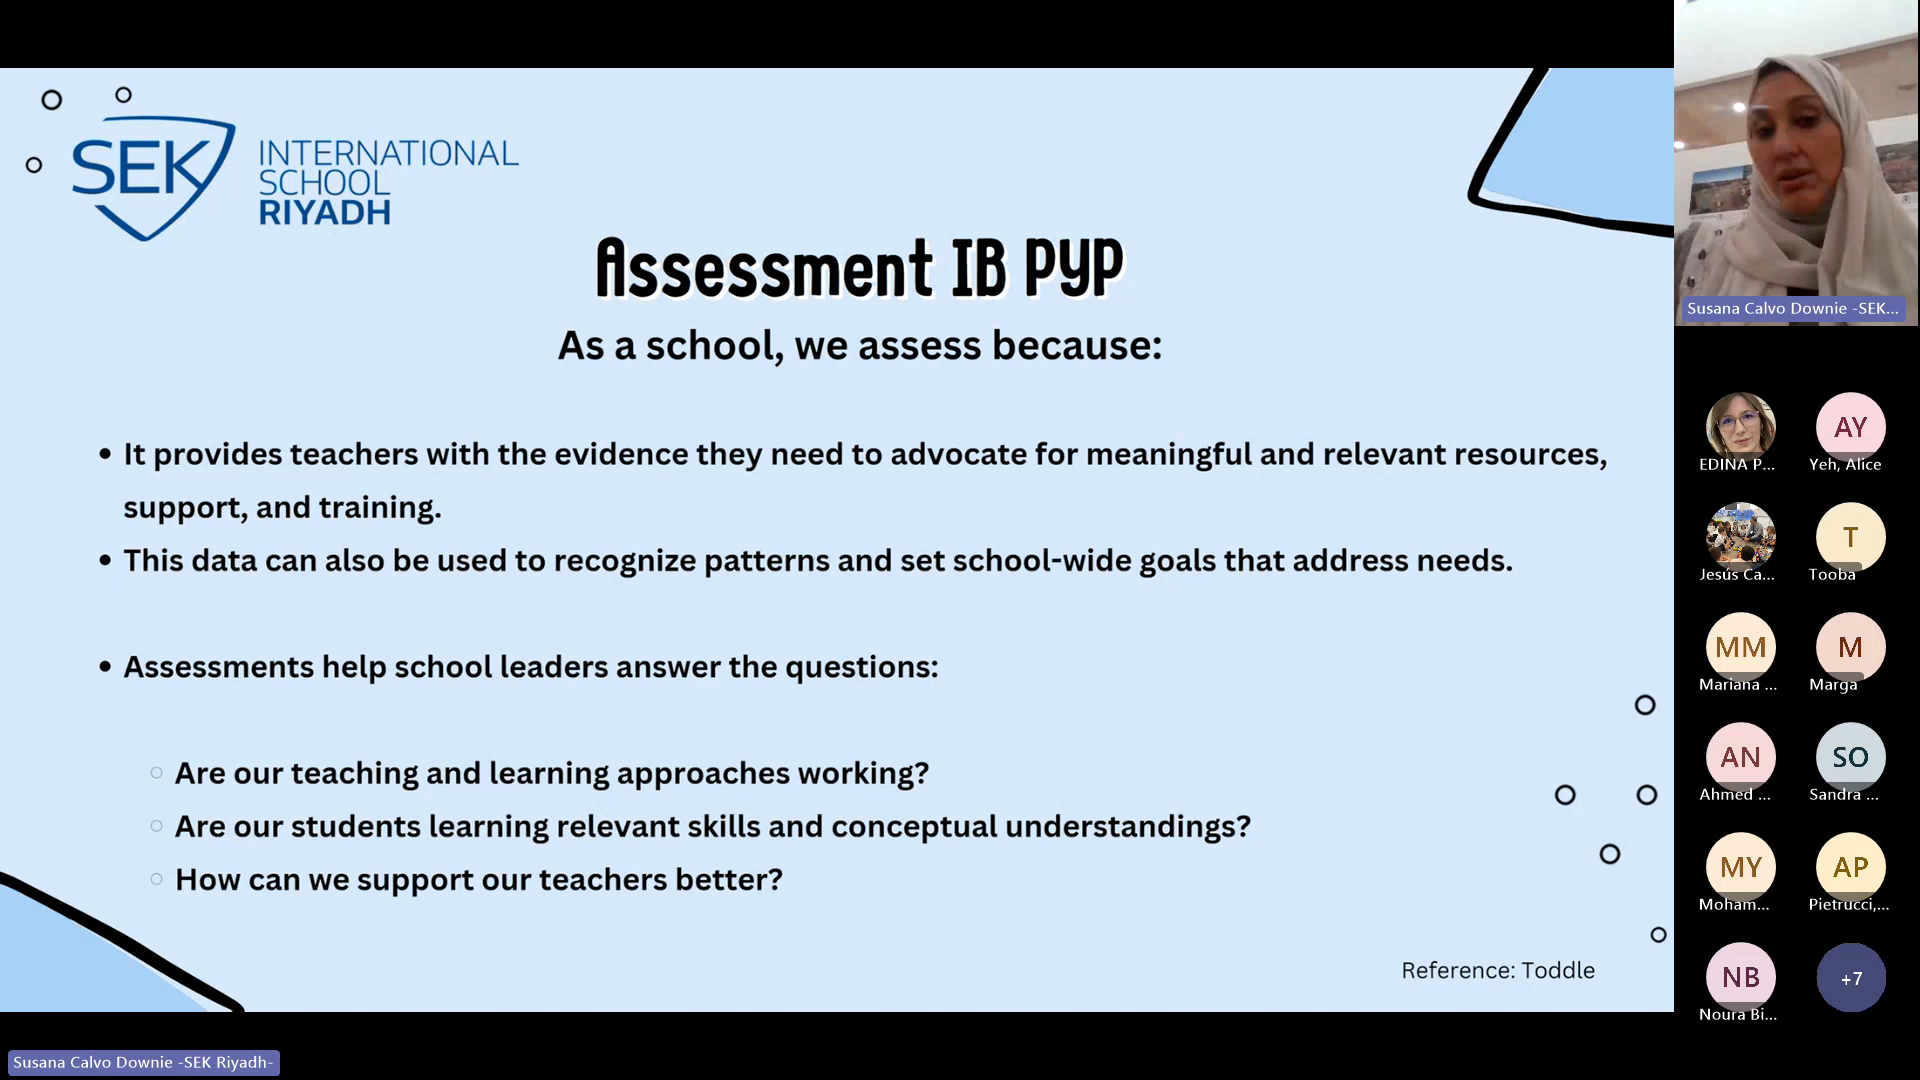 SEK
INTERNATIONAL
SCHOOL
RIYADH
Assessment IB PYP
As a school, we assess because:
• It provides teachers with the evidence they need to advocate for meaningful and relevant resources,
support, and training.
• This data can also be used to recognize patterns and set school-wide goals that address needs.
• Assessments help school leaders answer the questions:
Are our teaching and learning approaches working?
Are our students learning relevant skills and conceptual understandings?
How can we support our teachers better?
Reference: Toddle
Susana Calvo Downie -SEK Riyadh-
Susana Calvo Downie -SEK...
EDINA P...
AY
Yeh, Alice
Jesús Ca...
T
Tooba
MM
Mariana ...
M
Marga
AN
Ahmed ...
SO
Sandra ...
MY
Moham...
AP
Pietrucci,...
NB
Noura Bi...
+7